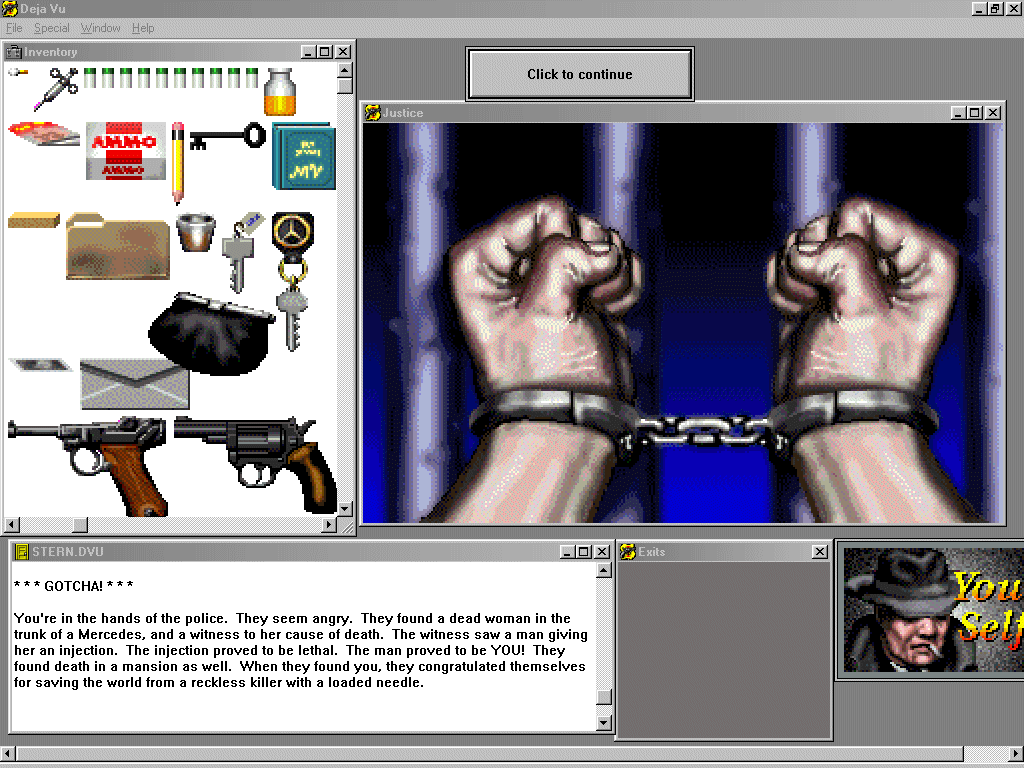 Deja Vu
File Special Window Help
Inventory
Click to continue
Justice
AMMO
AMMO
MV
STERN.DVU
* * * GOTCHA! * * *
You're in the hands of the police. They seem angry. They found a dead woman in the
trunk of a Mercedes, and a witness to her cause of death. The witness saw a man giving
her an injection. The injection proved to be lethal. The man proved to be YOU! They
found death in a mansion as well. When they found you, they congratulated themselves
for saving the world from a reckless killer with a loaded needle.
Exits
You
Self